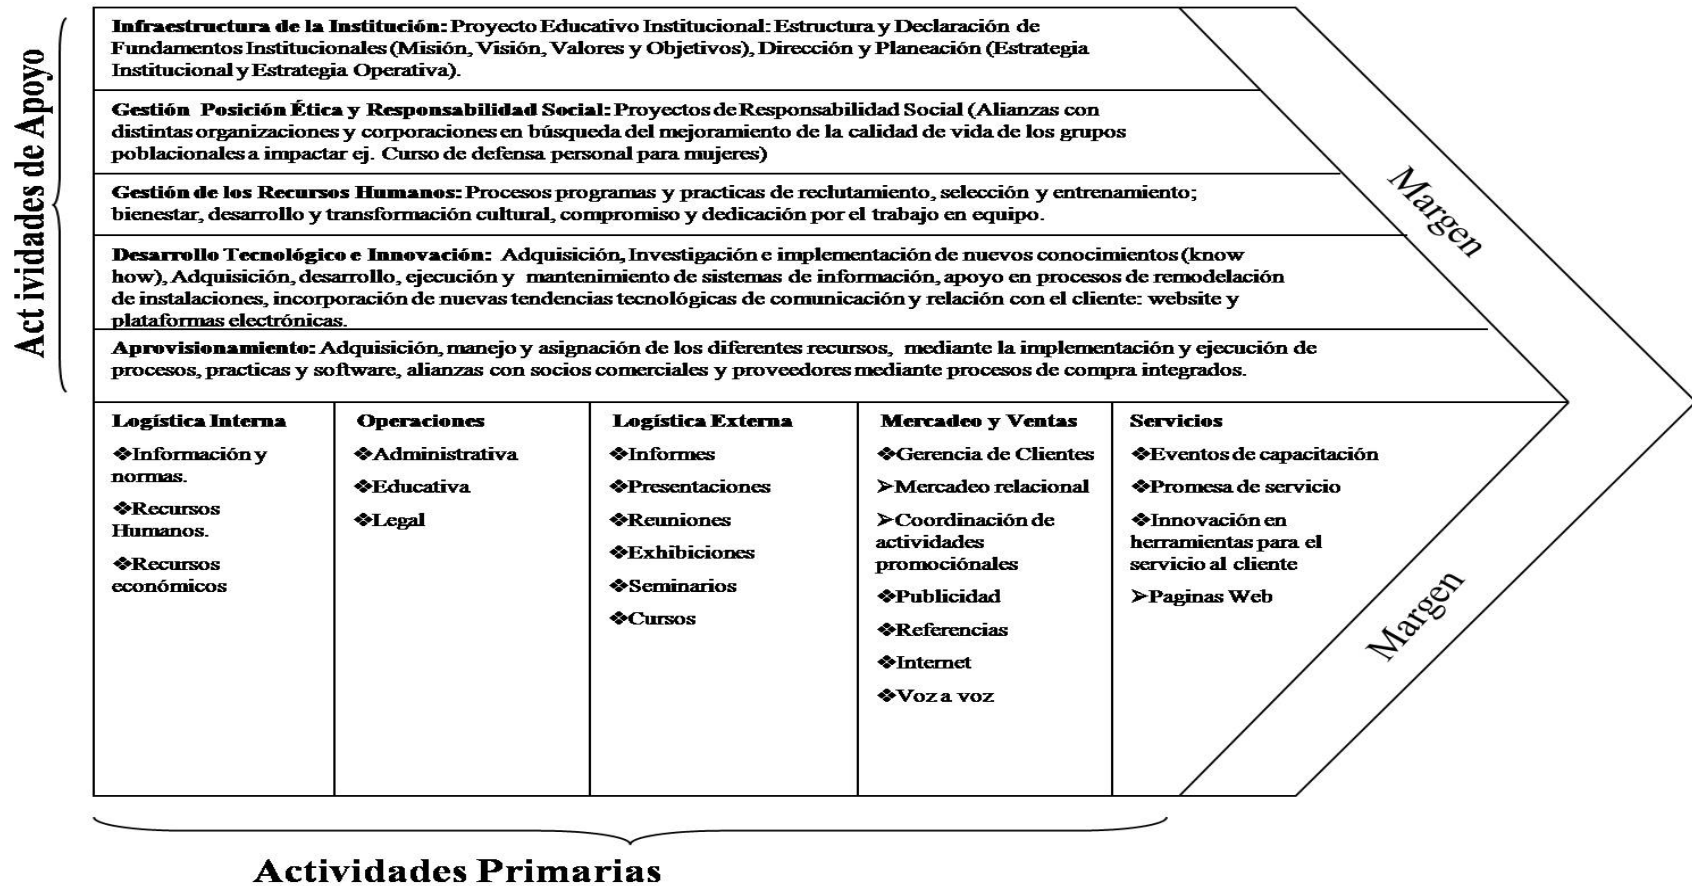 Act ividades de Apoyo
Infraestructura de la Institución: Proyecto Educativo Institucional: Estructura y Declaración de
Fundamentos Institucionales (Misión, Visión, Valores y Objetivos), Dirección y Planeación (Estrategia
Institucional y Estrategia Operativa).
Gestión Posición Ética y Responsabilidad Social: Proyectos de Responsabilidad Social (Alianzas con
distintas organizaciones y corporaciones en búsqueda del mejoramiento de la calidad de vida de los grupos
poblacionales a impactar ej. Curso de defensa personal para mujeres)
Gestión de los Recursos Humanos: Procesos programas y practicas de reclutamiento, selección y entrenamiento;
bienestar, desarrollo y transformación cultural, compromiso y dedicación por el trabajo en equipo.
Desarrollo Tecnológico e Innovación: Adquisición, Investigación e implementación de nuevos conocimientos (know
how), Adquisición, desarrollo, ejecución y mantenimiento de sistemas de información, apoyo en procesos de remodelación
de instalaciones, incorporación de nuevas tendencias tecnológicas de comunicación y relación con el cliente: website y
plataformas electrónicas.
Aprovisionamiento: Adquisición, manejo y asignación de los diferentes recursos, mediante la implementación y ejecución de
procesos, practicas y software, alianzas con socios comerciales y proveedores mediante procesos de compra integrados.
Margen
Logística Interna
❖Información y
normas.
❖Recursos
Humanos.
❖Recursos
económicos
Operaciones
❖Administrativa
❖Educativa
❖Legal
Logística Externa
❖Informes
❖Presentaciones
❖Reuniones
❖Exhibiciones
❖Seminarios
❖Cursos
Mercadeo y Ventas
❖Gerencia de Clientes
➢Mercadeo relacional
➢Coordinación de
actividades
promociónales
❖Publicidad
❖Referencias
❖Internet
❖Voz a voz
Servicios
❖Eventos de capacitación
❖Promesa de servicio
❖Innovación en
herramientas para el
servicio al cliente
➢Paginas Web
Margen
Actividades Primarias